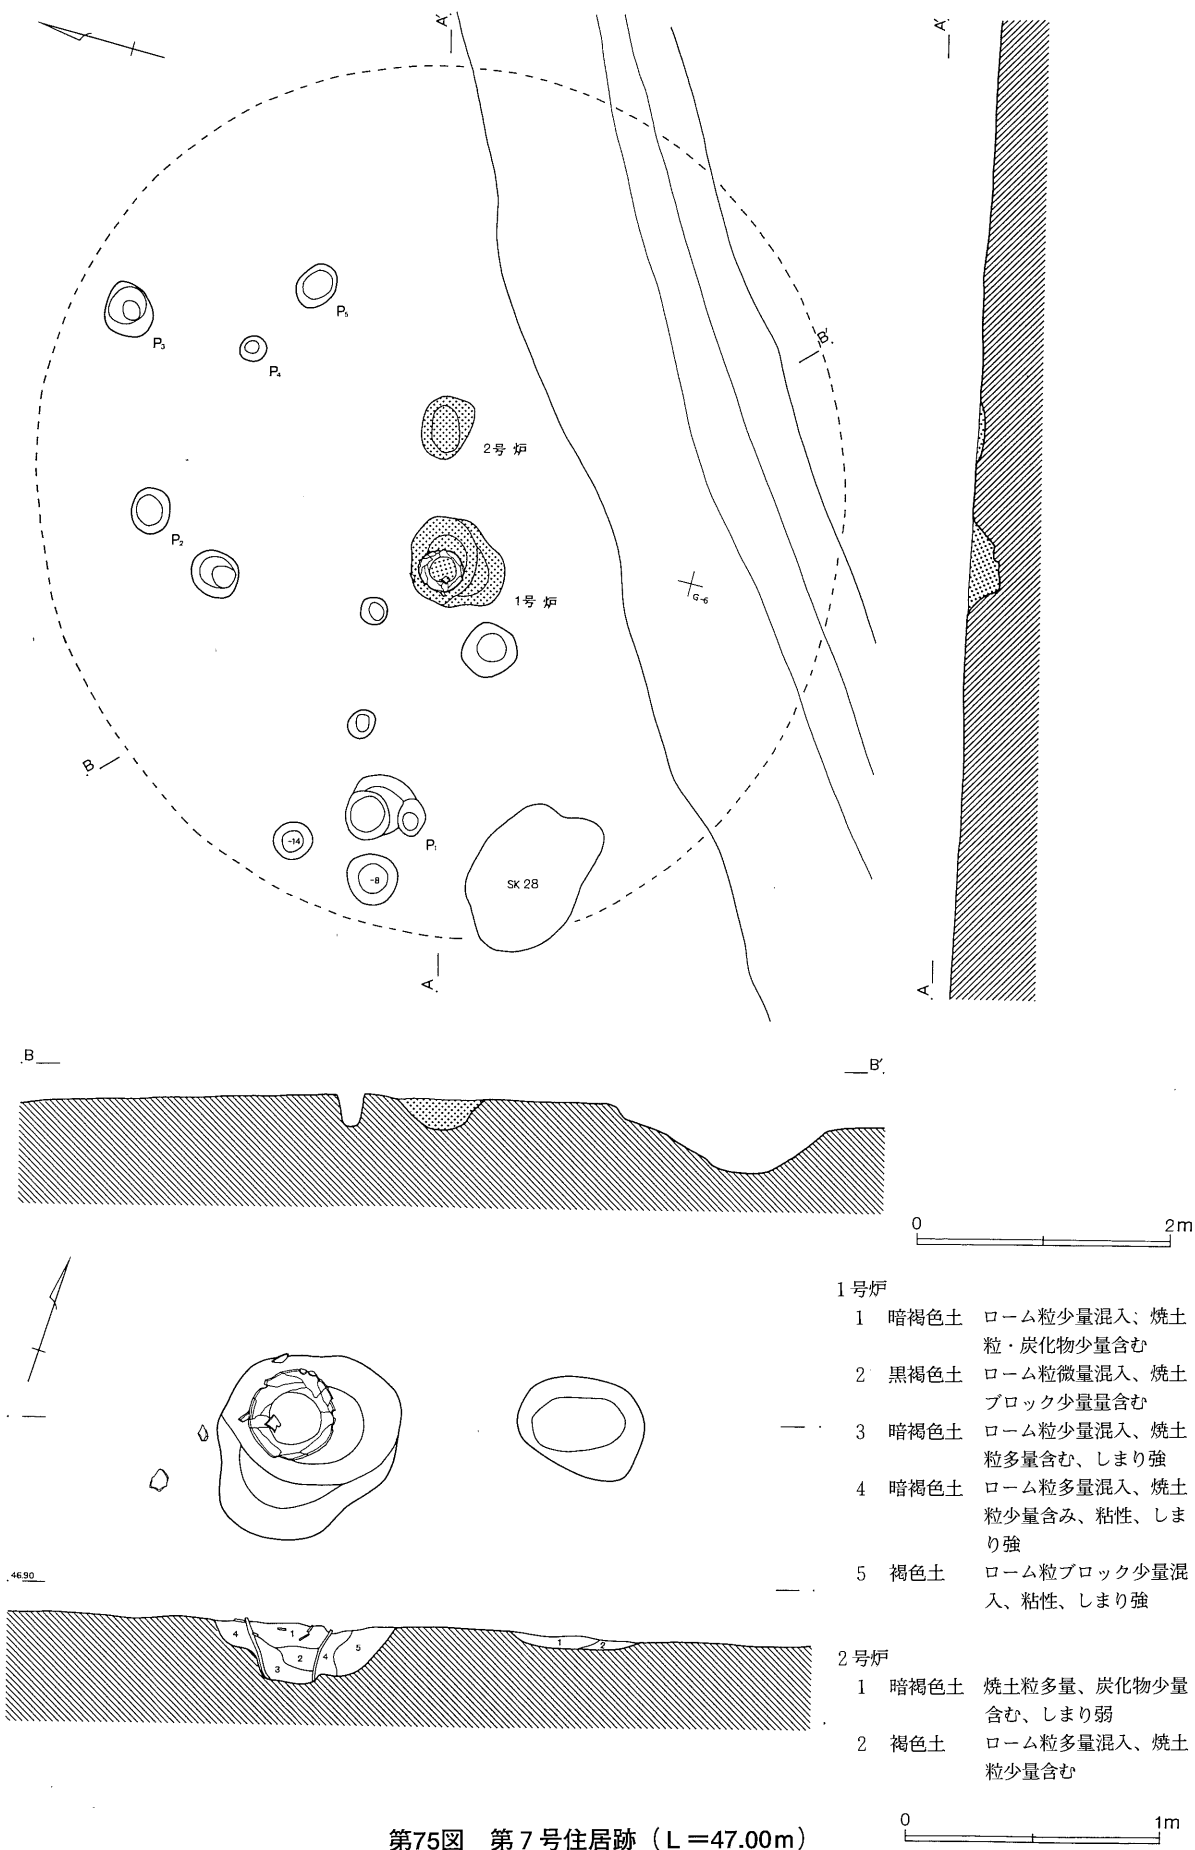 A′
A′
P₃
P₅
P₄
B′
2号 炉
P₂
1号 炉
G-6
B
-14
P₁
-8
SK 28
A
A
B
B′
0 2m
1号炉
1 暗褐色土 ローム粒少量混入、焼土
粒・炭化物少量含む
2 黒褐色土 ローム粒微量混入、焼土
ブロック少量量含む
3 暗褐色土 ローム粒少量混入、焼土
粒多量含む、しまり強
4 暗褐色土 ローム粒多量混入、焼土
粒少量含み、粘性、しま
り強
5 褐色土 ローム粒ブロック少量混
入、粘性、しまり強
46.90
4 1 2 3 4 5
1 2
2号炉
1 暗褐色土 焼土粒多量、炭化物少量
含む、しまり弱
2 褐色土 ローム粒多量混入、焼土
粒少量含む
0 1m
第75図 第7号住居跡(L=47.00m)